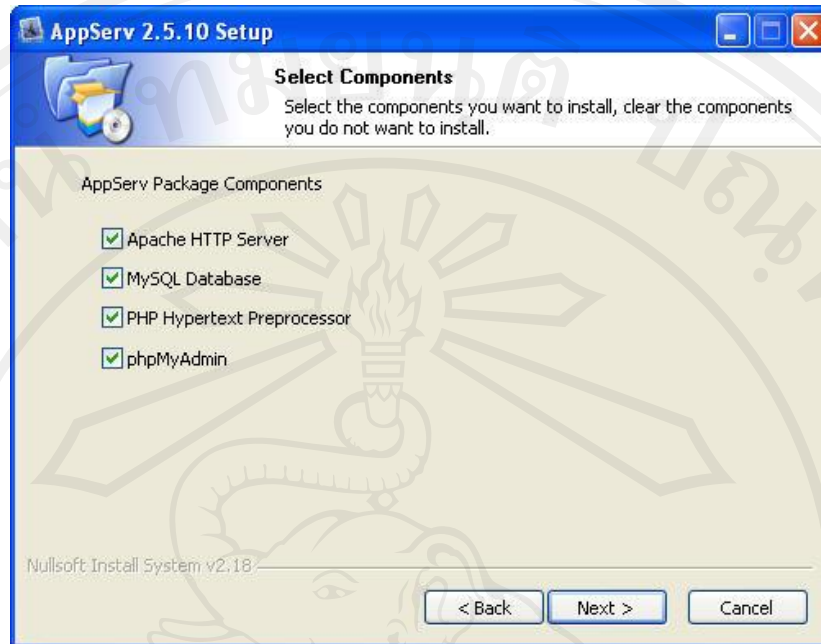 AppServ 2.5.10 Setup
Select Components
Select the components you want to install, clear the components
you do not want to install.
AppServ Package Components
Apache HTTP Server
MySQL Database
PHP Hypertext Preprocessor
phpMyAdmin
Nullsoft Install System v2.18
< Back
Next >
Cancel